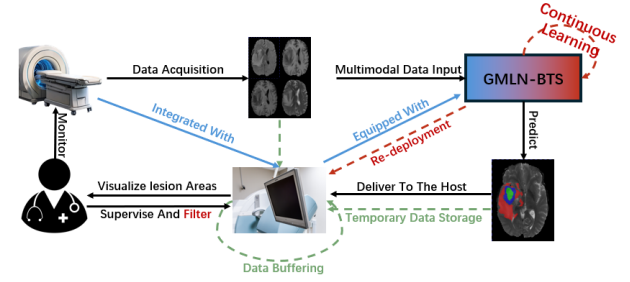 Continuous
Learning
Data Acquisition
Multimodal Data Input
GMLN-BTS
Integrated With
Equipped With
Re-deployment
Predict
Monitor
Visualize lesion Areas
Supervise And Filter
Deliver To The Host
Temporary Data Storage
Data Buffering